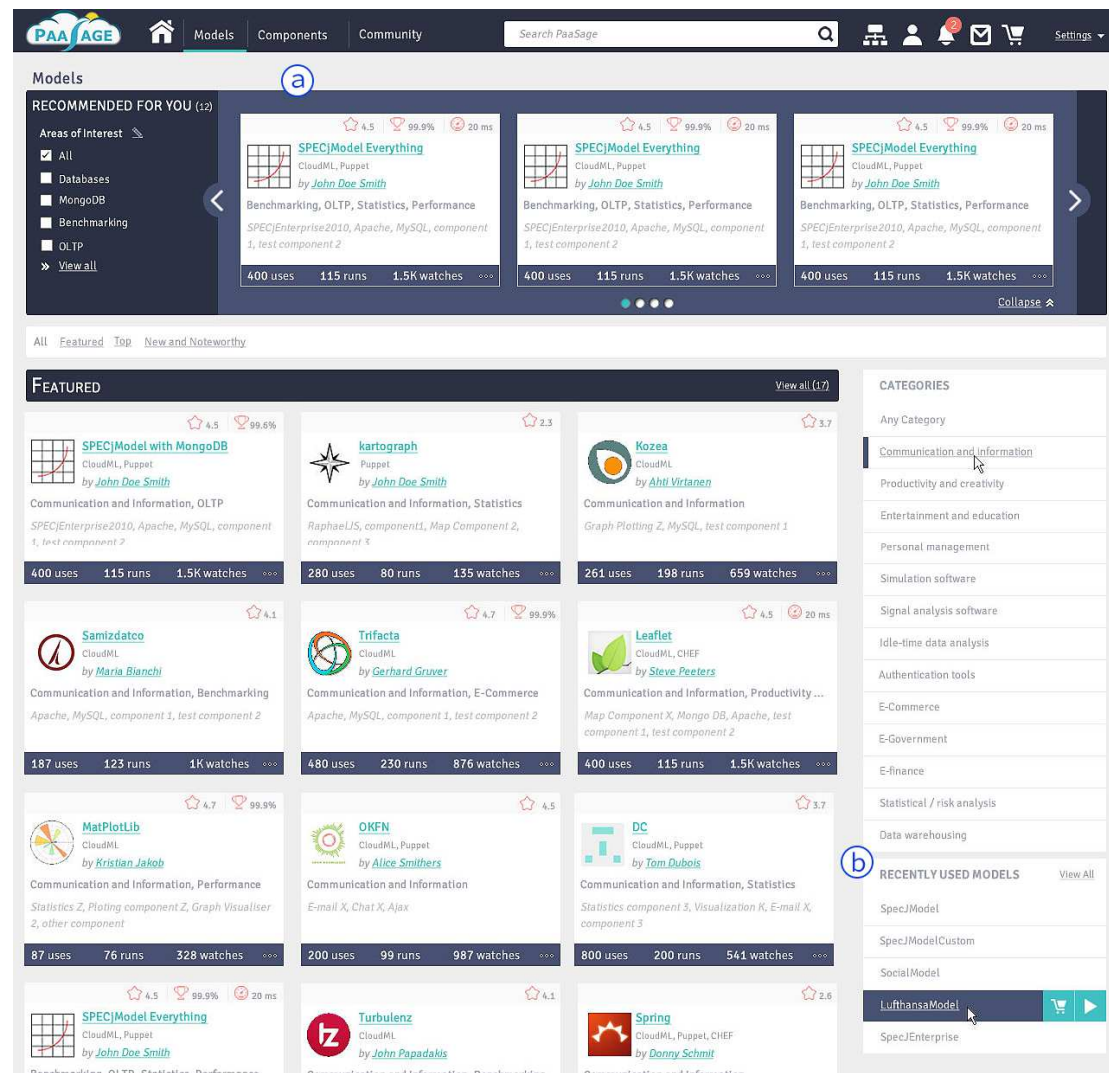 PAASAGE
Models Components Community
Search PaaSage
2
Settings
Models
a
RECOMMENDED FOR YOU (12)
Areas of Interest
All
Databases
MongoDB
Benchmarking
OLTP
» View all
4.5 99.9% 20 ms
SPECjModel Everything
CloudML, Puppet
by John Doe Smith
Benchmarking, OLTP, Statistics, Performance
SPECjEnterprise2010, Apache, MySQL, component
1, test component 2
400 uses 115 runs 1.5K watches
4.5 99.9% 20 ms
SPECjModel Everything
CloudML, Puppet
by John Doe Smith
Benchmarking, OLTP, Statistics, Performance
SPECjEnterprise2010, Apache, MySQL, component
1, test component 2
400 uses 115 runs 1.5K watches
4.5 99.9% 20 ms
SPECjModel Everything
CloudML, Puppet
by John Doe Smith
Benchmarking, OLTP, Statistics, Performance
SPECjEnterprise2010, Apache, MySQL, component
1, test component 2
400 uses 115 runs 1.5K watches
Collapse
All Featured Top New and Noteworthy
FEATURED View all (17)
4.5 99.6%
SPECjModel with MongoDB
CloudML, Puppet
by John Doe Smith
Communication and Information, OLTP
SPECjEnterprise2010, Apache, MySQL, component
1, test component 2
400 uses 115 runs 1.5K watches
2.3
kartograph
Puppet
by John Doe Smith
Communication and Information, Statistics
RaphaelJS, component1, Map Component 2,
component 3
280 uses 80 runs 135 watches
3.7
Kozea
CloudML
by Ahti Virtanen
Communication and Information
Graph Plotting Z, MySQL, test component 1
261 uses 198 runs 659 watches
4.1
Samizdatco
CloudML
by Maria Bianchi
Communication and Information, Benchmarking
Apache, MySQL, component 1, test component 2
187 uses 123 runs 1K watches
4.7 99.9%
Trifacta
CloudML
by Gerhard Gruver
Communication and Information, E-Commerce
Apache, MySQL, component 1, test component 2
480 uses 230 runs 876 watches
4.5 20 ms
Leaflet
CloudML, CHEF
by Steve Peeters
Communication and Information, Productivity ...
Map Component X, Mongo DB, Apache, test
component 1, test component 2
400 uses 115 runs 1.5K watches
4.7 99.9%
MatPlotLib
CloudML
by Kristian Jakob
Communication and Information, Performance
Statistics Z, Ploting component Z, Graph Visualiser
2, other component
87 uses 76 runs 328 watches
4.5
OKFN
CloudML, Puppet
by Alice Smithers
Communication and Information
E-mail X, Chat X, Ajax
200 uses 99 runs 987 watches
3.7
DC
CloudML, Puppet
by Tom Dubois
Communication and Information, Statistics
Statistics component 3, Visualization K, E-mail X,
component 3
800 uses 200 runs 541 watches
4.5 99.9% 20 ms
SPECjModel Everything
CloudML, Puppet
by John Doe Smith
Benchmarking, OLTP, Statistics, Performance
4.1
Turbulenz
CloudML
by John Papadakis
Communication and Information, Benchmarking
2.6
Spring
CloudML, Puppet, CHEF
by Donny Schmit
Communication and Information
CATEGORIES
Any Category
Communication and information
Productivity and creativity
Entertainment and education
Personal management
Simulation software
Signal analysis software
Idle-time data analysis
Authentication tools
E-Commerce
E-Government
E-finance
Statistical / risk analysis
Data warehousing
b
RECENTLY USED MODELS View All
SpecJModel
SpecJModelCustom
SocialModel
LufthansaModel
SpecJEnterprise